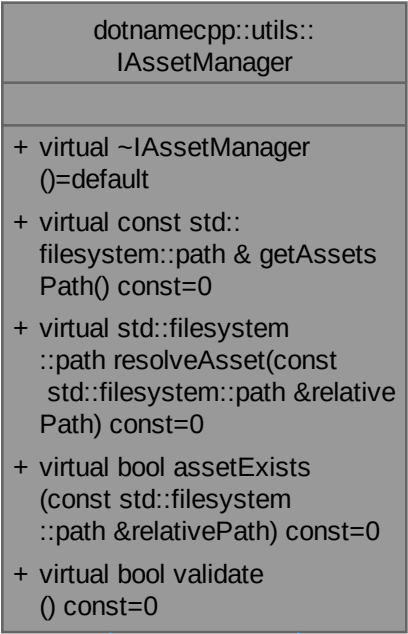 dotnamecpp::utils::
IAssetManager
+ virtual ~IAssetManager
()=default
+ virtual const std::
filesystem::path & getAssets
Path() const=0
+ virtual std::filesystem
::path resolveAsset(const
std::filesystem::path &relative
Path) const=0
+ virtual bool assetExists
(const std::filesystem
::path &relativePath) const=0
+ virtual bool validate
() const=0